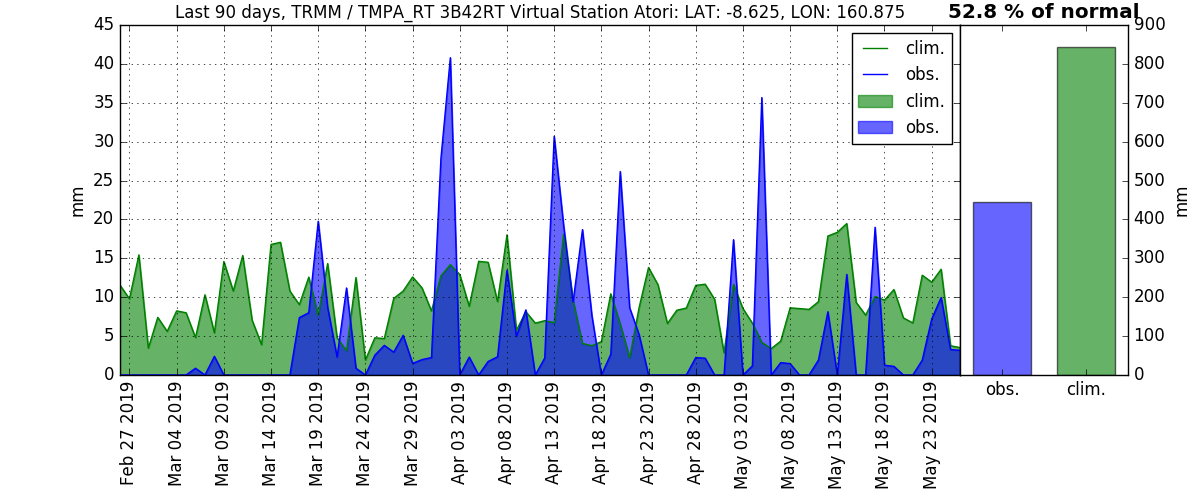 Last 90 days, TRMM / TMPA_RT 3B42RT Virtual Station Atori: LAT: -8.625, LON: 160.875
52.8 % of normal
45
40
35
30
25
20
15
10
5
0
mm
clim.
obs.
clim.
obs.
900
800
700
600
500
400
300
200
100
0
mm
Feb 27 2019
Mar 04 2019
Mar 09 2019
Mar 14 2019
Mar 19 2019
Mar 24 2019
Mar 29 2019
Apr 03 2019
Apr 08 2019
Apr 13 2019
Apr 18 2019
Apr 23 2019
Apr 28 2019
May 03 2019
May 08 2019
May 13 2019
May 18 2019
May 23 2019
obs.
clim.